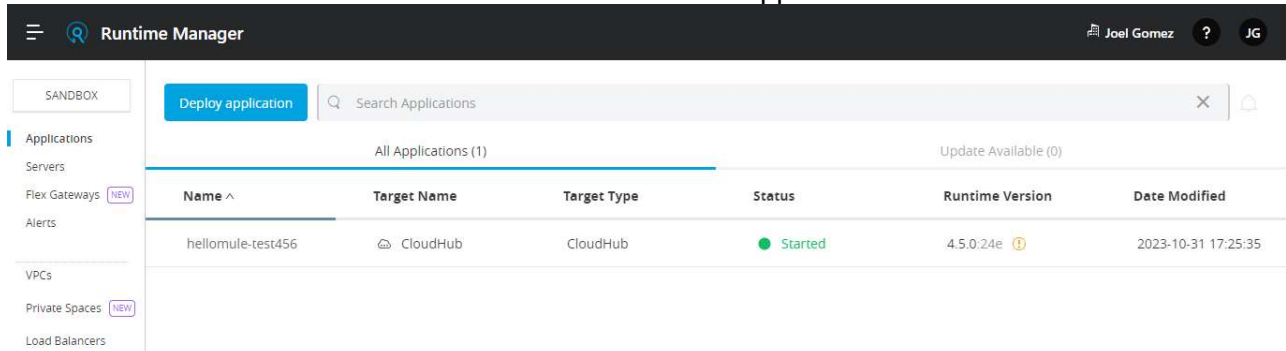 Runtime Manager
Joel Gomez ? JG
SANDBOX
Deploy application
Search Applications
Applications
Servers
Flex Gateways NEW
Alerts
VPCs
Private Spaces NEW
Load Balancers
All Applications (1) Update Available (0)
Name Target Name Target Type Status Runtime Version Date Modified
hellomule-test456 CloudHub CloudHub Started 4.5.0:24e 2023-10-31 17:25:35